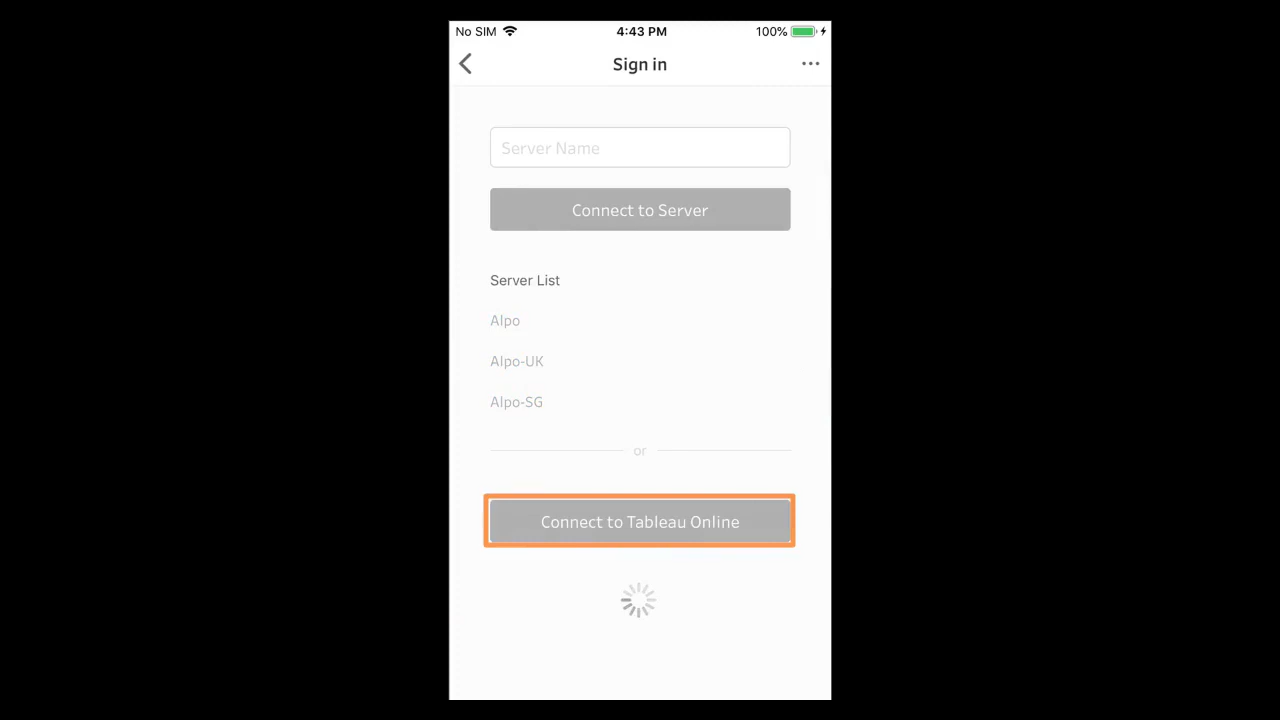 No SIM 4:43 PM 100%
Sign in
Server Name
Connect to Server
Server List
Alpo
Alpo-UK
Alpo-SG
or
Connect to Tableau Online